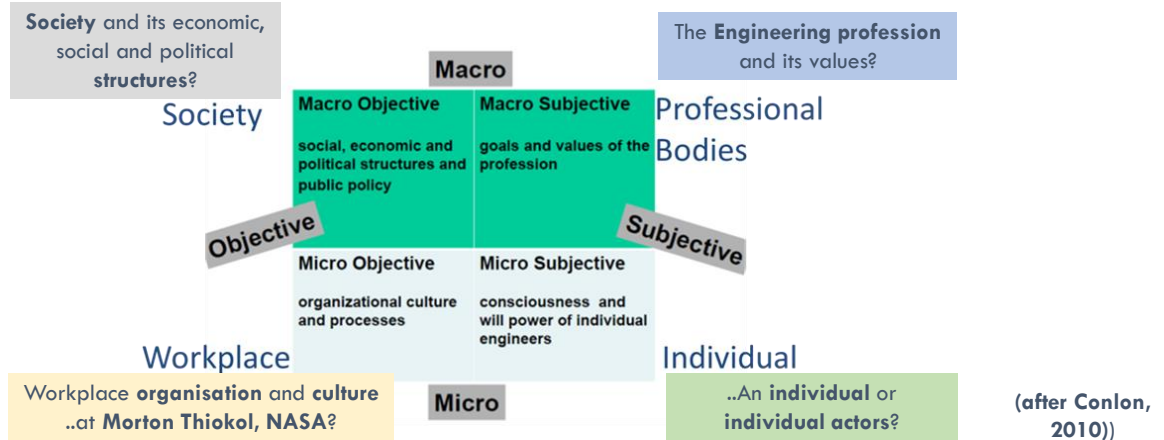 Society and its economic,
social and political
structures?
The Engineering profession
and its values?
Macro
Society
Macro Objective
social, economic and
political structures and
public policy
Macro Subjective
goals and values of the
profession
Professional
Bodies
Objective
Subjective
Micro Objective
organizational culture
and processes
Micro Subjective
consciousness and
will power of individual
engineers
Workplace
Individual
Workplace organisation and culture
..at Morton Thiokol, NASA?
Micro
..An individual or
individual actors?
(after Conlon,
2010))